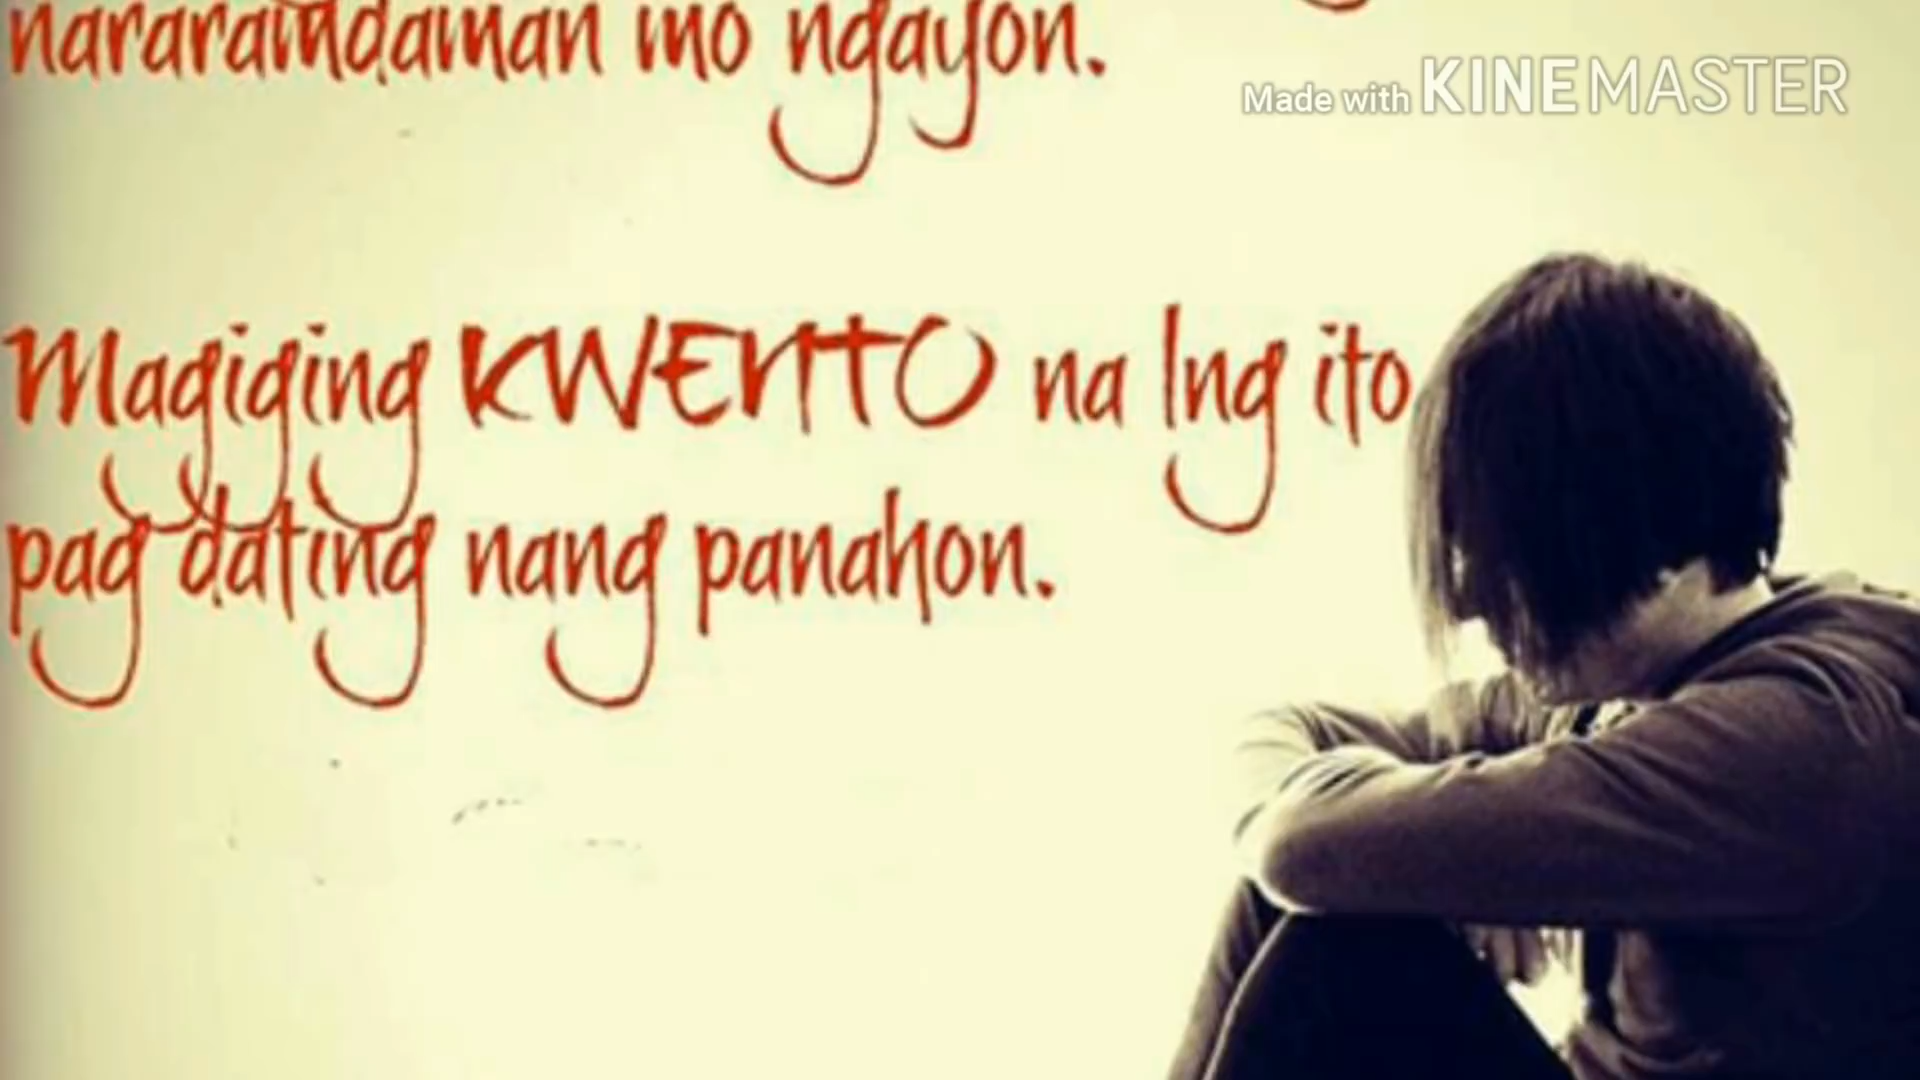 nararamdaman mo ngayon.
Made with KINEMASTER
Magiging KWENTO na lng ito
pag dating nang panahon.